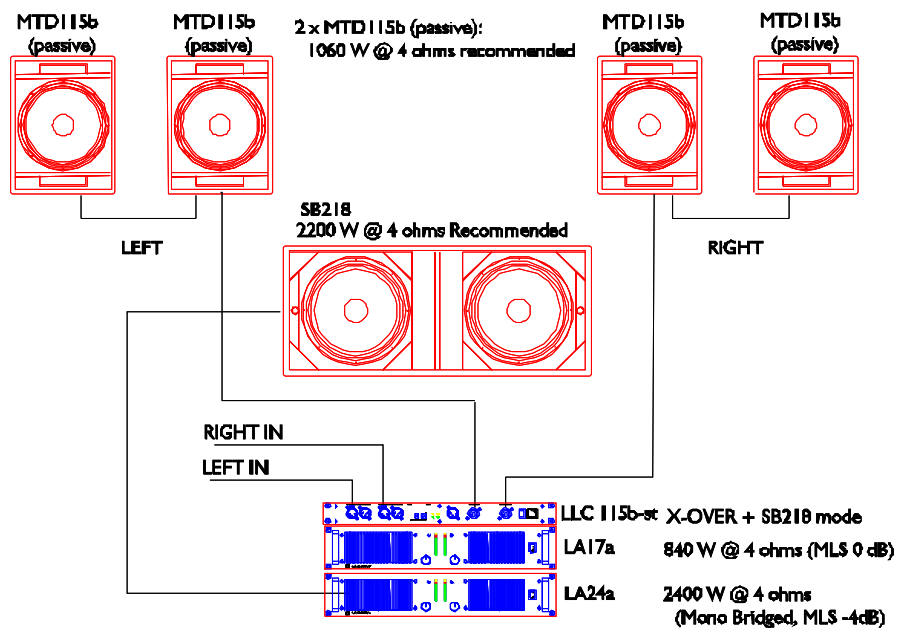 MTD115b
(passive)
MTD115b
(passive)
2 x MTD115b (passive):
1060 W @ 4 ohms recommended
MTD115b
(passive)
MTD115b
(passive)
SB218
2200 W @ 4 ohms Recommended
LEFT
RIGHT
RIGHT IN
LEFT IN
LLC 115b-st X-OVER + SB218 mode
LA17a 840 W @ 4 ohms (MLS 0 dB)
LA24a 2400 W @ 4 ohms
(Mono Bridged, MLS -4dB)